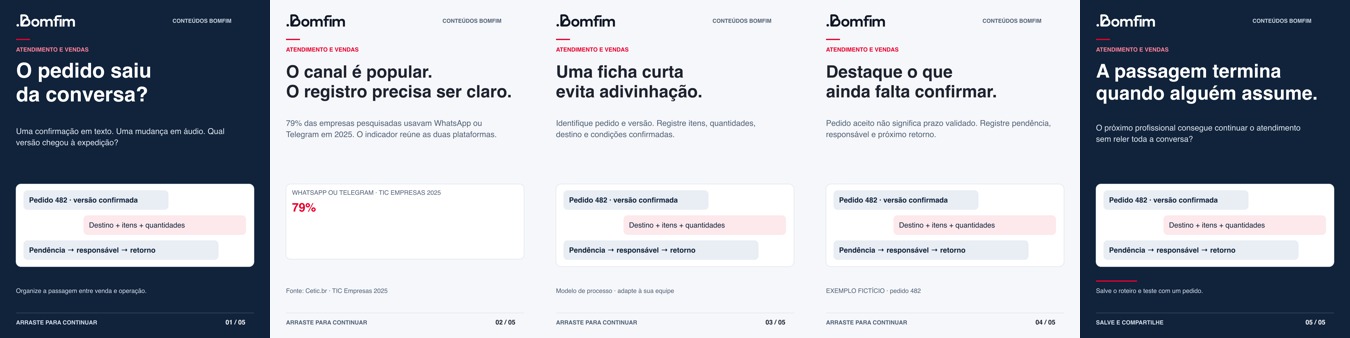 .Bomfim
CONTEÚDOS BOMFIM
ATENDIMENTO E VENDAS
O pedido saiu
da conversa?
Uma confirmação em texto. Uma mudança em áudio. Qual
versão chegou à expedição?
Pedido 482 · versão confirmada
Destino + itens + quantidades
Pendência → responsável → retorno
Organize a passagem entre venda e operação.
ARRASTE PARA CONTINUAR
01 / 05
.Bomfim
CONTEÚDOS BOMFIM
ATENDIMENTO E VENDAS
O canal é popular.
O registro precisa ser claro.
79% das empresas pesquisadas usavam WhatsApp ou
Telegram em 2025. O indicador reúne as duas plataformas.
WHATSAPP OU TELEGRAM · TIC EMPRESAS 2025
79%
Fonte: Cetic.br · TIC Empresas 2025
ARRASTE PARA CONTINUAR
02 / 05
.Bomfim
CONTEÚDOS BOMFIM
ATENDIMENTO E VENDAS
Uma ficha curta
evita adivinhação.
Identifique pedido e versão. Registre itens, quantidades,
destino e condições confirmadas.
Pedido 482 · versão confirmada
Destino + itens + quantidades
Pendência → responsável → retorno
Modelo de processo · adapte à sua equipe
ARRASTE PARA CONTINUAR
03 / 05
.Bomfim
CONTEÚDOS BOMFIM
ATENDIMENTO E VENDAS
Destaque o que
ainda falta confirmar.
Pedido aceito não significa prazo validado. Registre pendência,
responsável e próximo retorno.
Pedido 482 · versão confirmada
Destino + itens + quantidades
Pendência → responsável → retorno
EXEMPLO FICTÍCIO · pedido 482
ARRASTE PARA CONTINUAR
04 / 05
.Bomfim
CONTEÚDOS BOMFIM
ATENDIMENTO E VENDAS
A passagem termina
quando alguém assume.
O próximo profissional consegue continuar o atendimento
sem reler toda a conversa?
Pedido 482 · versão confirmada
Destino + itens + quantidades
Pendência → responsável → retorno
Salve o roteiro e teste com um pedido.
SALVE E COMPARTILHE
05 / 05